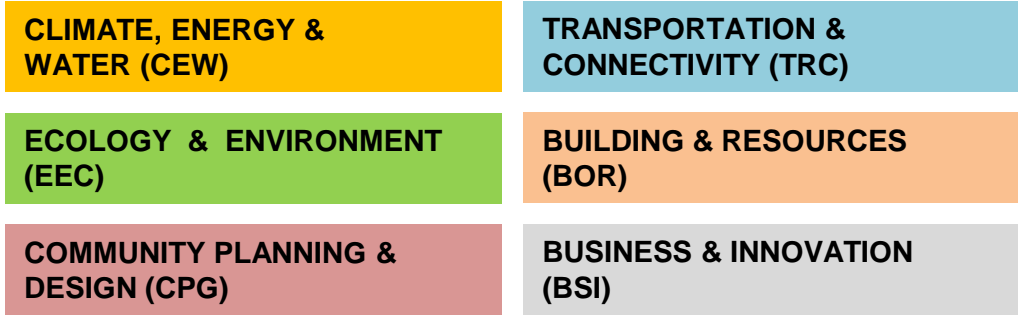 CLIMATE, ENERGY &
WATER (CEW)
TRANSPORTATION &
CONNECTIVITY (TRC)
ECOLOGY & ENVIRONMENT
(EEC)
BUILDING & RESOURCES
(BOR)
COMMUNITY PLANNING &
DESIGN (CPG)
BUSINESS & INNOVATION
(BSI)